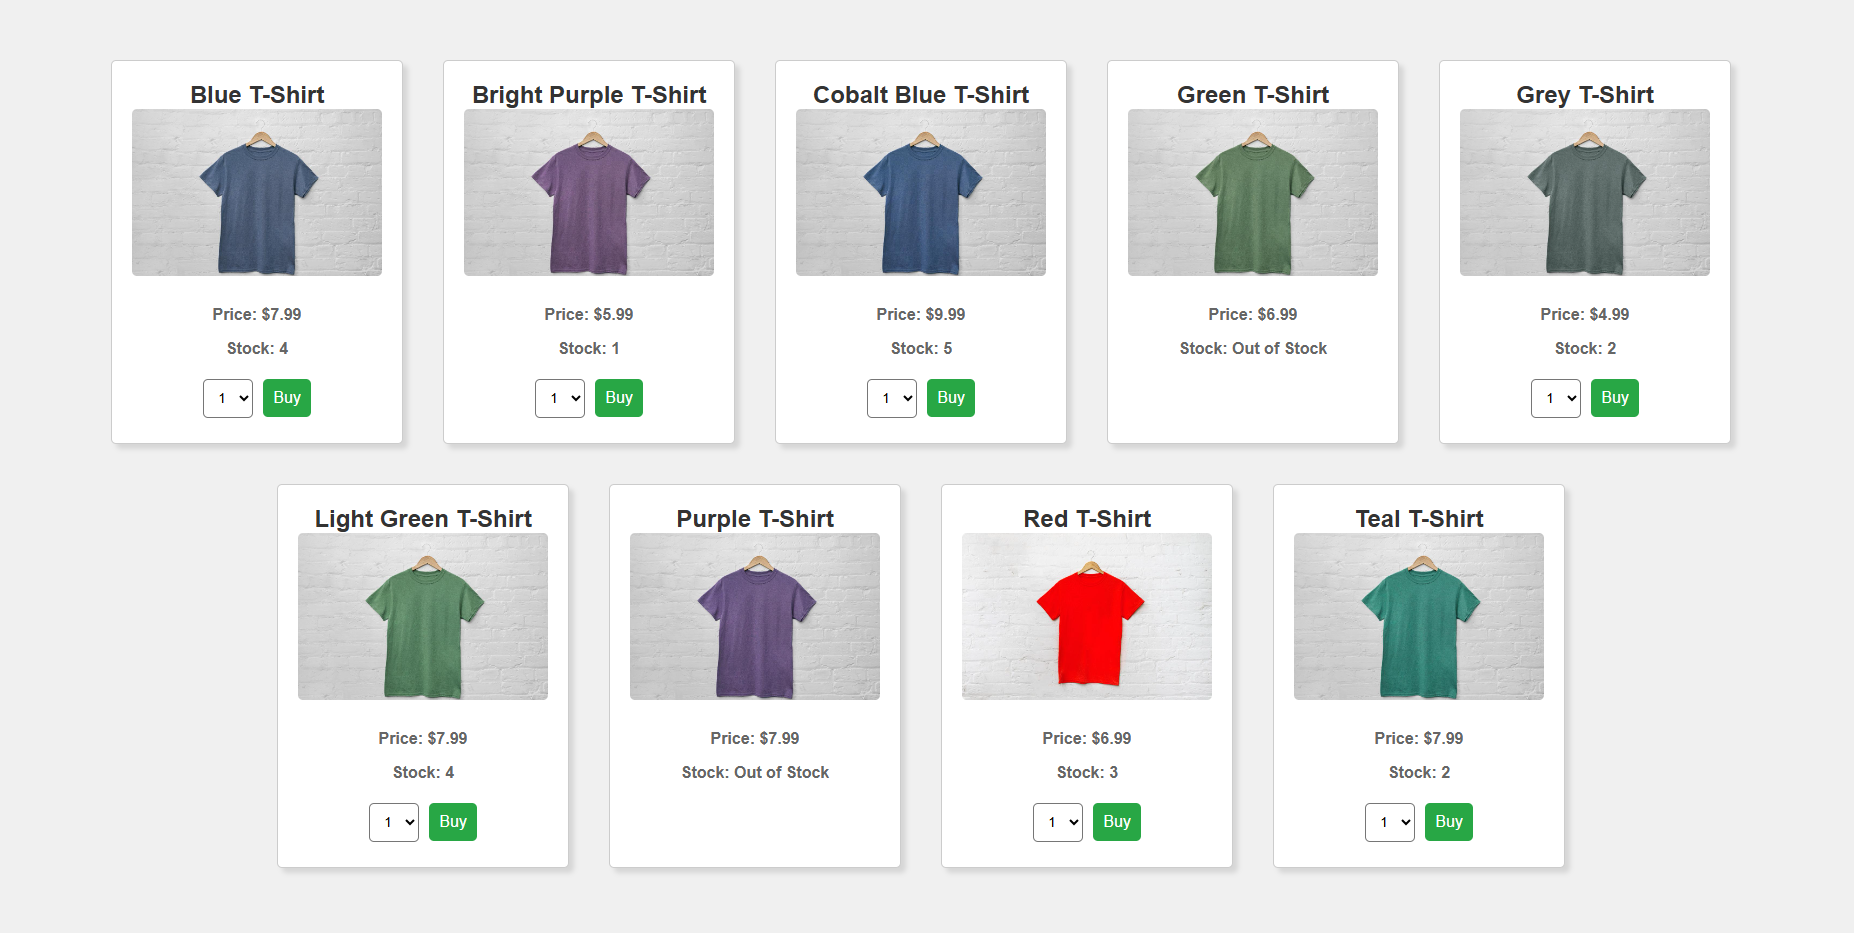 Blue T-Shirt
Price: $7.99
Stock: 4
1
Buy
Bright Purple T-Shirt
Price: $5.99
Stock: 1
1
Buy
Cobalt Blue T-Shirt
Price: $9.99
Stock: 5
1
Buy
Green T-Shirt
Price: $6.99
Stock: Out of Stock
Grey T-Shirt
Price: $4.99
Stock: 2
1
Buy
Light Green T-Shirt
Price: $7.99
Stock: 4
1
Buy
Purple T-Shirt
Price: $7.99
Stock: Out of Stock
Red T-Shirt
Price: $6.99
Stock: 3
1
Buy
Teal T-Shirt
Price: $7.99
Stock: 2
1
Buy